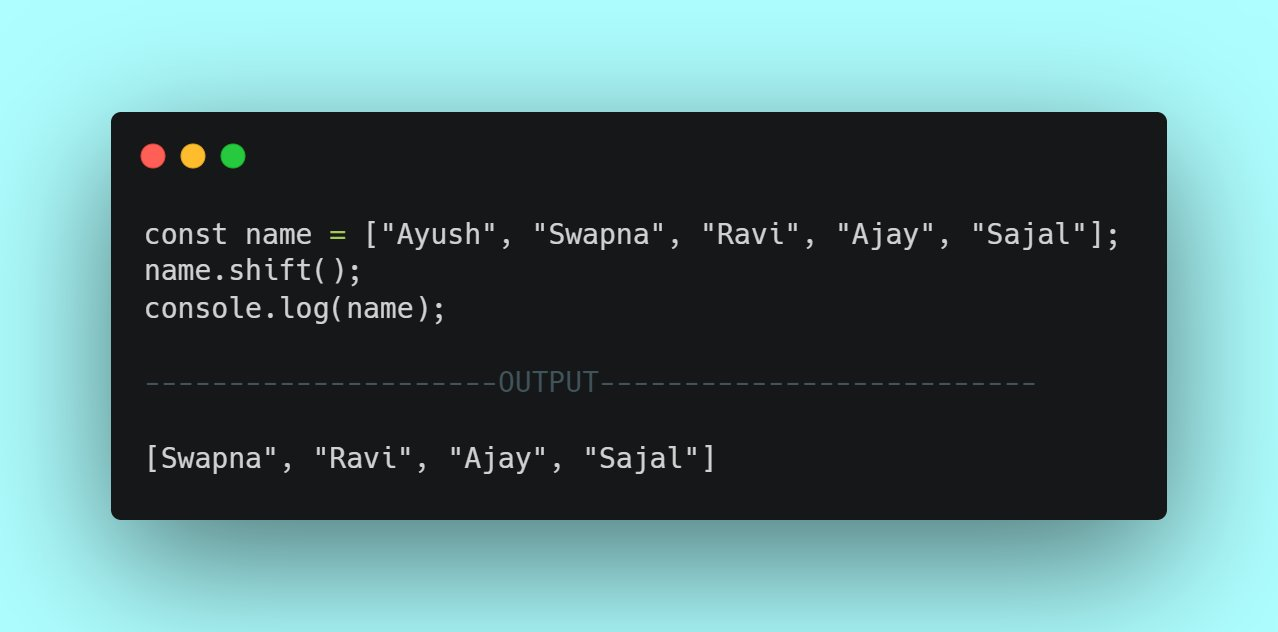 const name = ["Ayush", "Swapna", "Ravi", "Ajay", "Sajal"];
name.shift();
console.log(name);
---------------------OUTPUT--------------------------
[Swapna", "Ravi", "Ajay", "Sajal"]